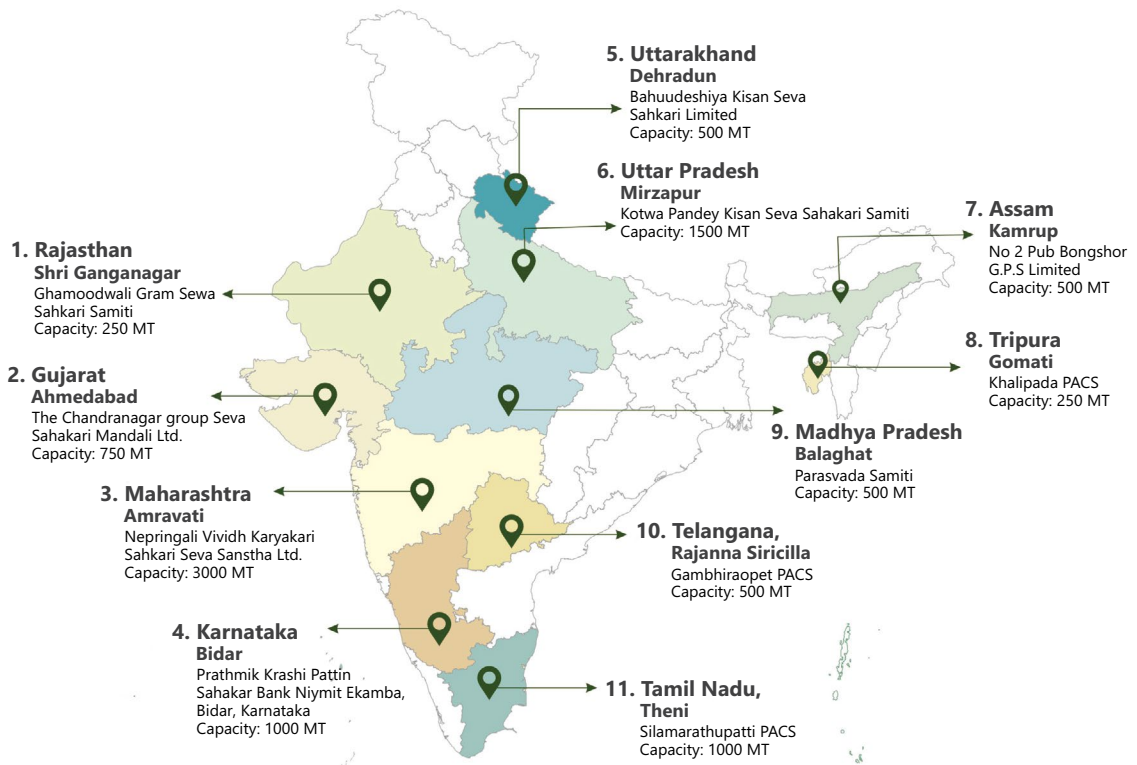 1. Rajasthan
Shri Ganganagar
Ghamoodwali Gram Sewa
Sahkari Samiti
Capacity: 250 MT
2. Gujarat
Ahmedabad
The Chandranagar group Seva
Sahakari Mandali Ltd.
Capacity: 750 MT
3. Maharashtra
Amravati
Nepringali Vividh Karyakari
Sahkari Seva Sanstha Ltd.
Capacity: 3000 MT
4. Karnataka
Bidar
Prathmik Krashi Pattin
Sahakar Bank Niymit Ekamba,
Bidar, Karnataka
Capacity: 1000 MT
5. Uttarakhand
Dehradun
Bahuudeshiya Kisan Seva
Sahkari Limited
Capacity: 500 MT
6. Uttar Pradesh
Mirzapur
Kotwa Pandey Kisan Seva Sahakari Samiti
Capacity: 1500 MT
7. Assam
Kamrup
No 2 Pub Bongshor
G.P.S Limited
Capacity: 500 MT
8. Tripura
Gomati
Khalipada PACS
Capacity: 250 MT
9. Madhya Pradesh
Balaghat
Parasvada Samiti
Capacity: 500 MT
10. Telangana,
Rajanna Siricilla
Gambhiraopet PACS
Capacity: 500 MT
11. Tamil Nadu,
Theni
Silamarathupatti PACS
Capacity: 1000 MT